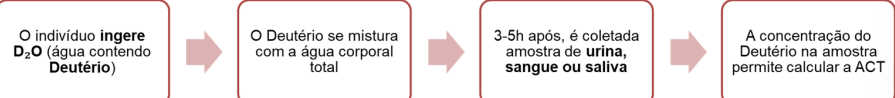 O indivíduo ingere
D₂O (água contendo
Deutério)
O Deutério se mistura
com a água corporal
total
3-5h após, é coletada
amostra de urina,
sangue ou saliva
A concentração do
Deutério na amostra
permite calcular a ACT